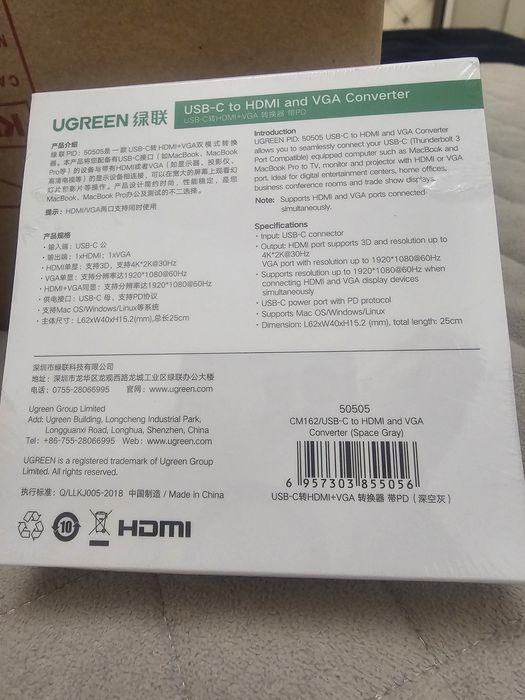 UGREEN 绿联
USB-C to HDMI and VGA Converter
USB-C转HDMI+VGA 转换器 带PD
产品介绍
绿联PID: 50505是一款 USB-C转 HDMI+VGA双模式转换
器。本产品将您配备有USB-C接口（如MacBook、MacBook
Pro等）的设备与带有HDMI或者VGA（如显示器、投影仪、
高清电视等）的显示设备相连接，可以在宽大的屏幕上观看幻
灯片影片等操作。产品设计简约时尚，性能稳定，是您
MacBook、MacBook Pro办公及测试的不二选择。
提示：HDMI/VGA两口支持同时使用
产品规格
· 输入端：USB-C 公
· 输出端：1xHDMI; 1xVGA
· HDMI单显：支持3D，支持4K*2K@30Hz
· VGA单显：支持分辨率达1920*1080@60Hz
· HDMI+VGA同显：支持分辨率达1920*1080@60Hz
· 供电接口：USB-C 母，支持PD协议
· 支持Mac OS/Windows/Linux等系统
· 主体尺寸：L62xW40xH15.2(mm),总长25cm
Introduction
UGREEN PID: 50505 USB-C to HDMI and VGA Converter
allows you to seamlessly connect your USB-C (Thunderbolt 3
Port Compatible) equipped computer such as MacBook and
MacBook Pro to TV, monitor and projector with HDMI or VGA
port. Ideal for digital entertainment centers, home offices,
business conference rooms and trade show displays.
Note: Supports HDMI and VGA ports connected
simultaneously.
Specifications
· Input: USB-C connector
· Output: HDMI port supports 3D and resolution up to
4K*2K@30Hz
VGA port with resolution up to 1920*1080@60Hz
· Supports resolution up to 1920*1080@60Hz when
connecting HDMI and VGA display devices
simultaneously
· USB-C power port with PD protocol
· Supports Mac OS/Windows/Linux
· Dimension: L62xW40xH15.2 (mm), total length: 25cm
深圳市绿联科技有限公司
地址：深圳市龙华区龙观西路龙城工业区绿联办公大楼
电话：0755-28066995 官网：www.ugreen.com
Ugreen Group Limited
Add: Ugreen Building, Longcheng Industrial Park,
Longguanxi Road, Longhua, Shenzhen, China
Tel: +86-755-28066995 Web: www.ugreen.com
UGREEN is a registered trademark of Ugreen Group
Limited. All rights reserved.
执行标准：Q/LLKJ005-2018 中国制造 / Made in China
10
HDMI
50505
CM162/USB-C to HDMI and VGA
Converter (Space Gray)
6 957303 855056
USB-C转HDMI+VGA 转换器 带PD（深空灰）